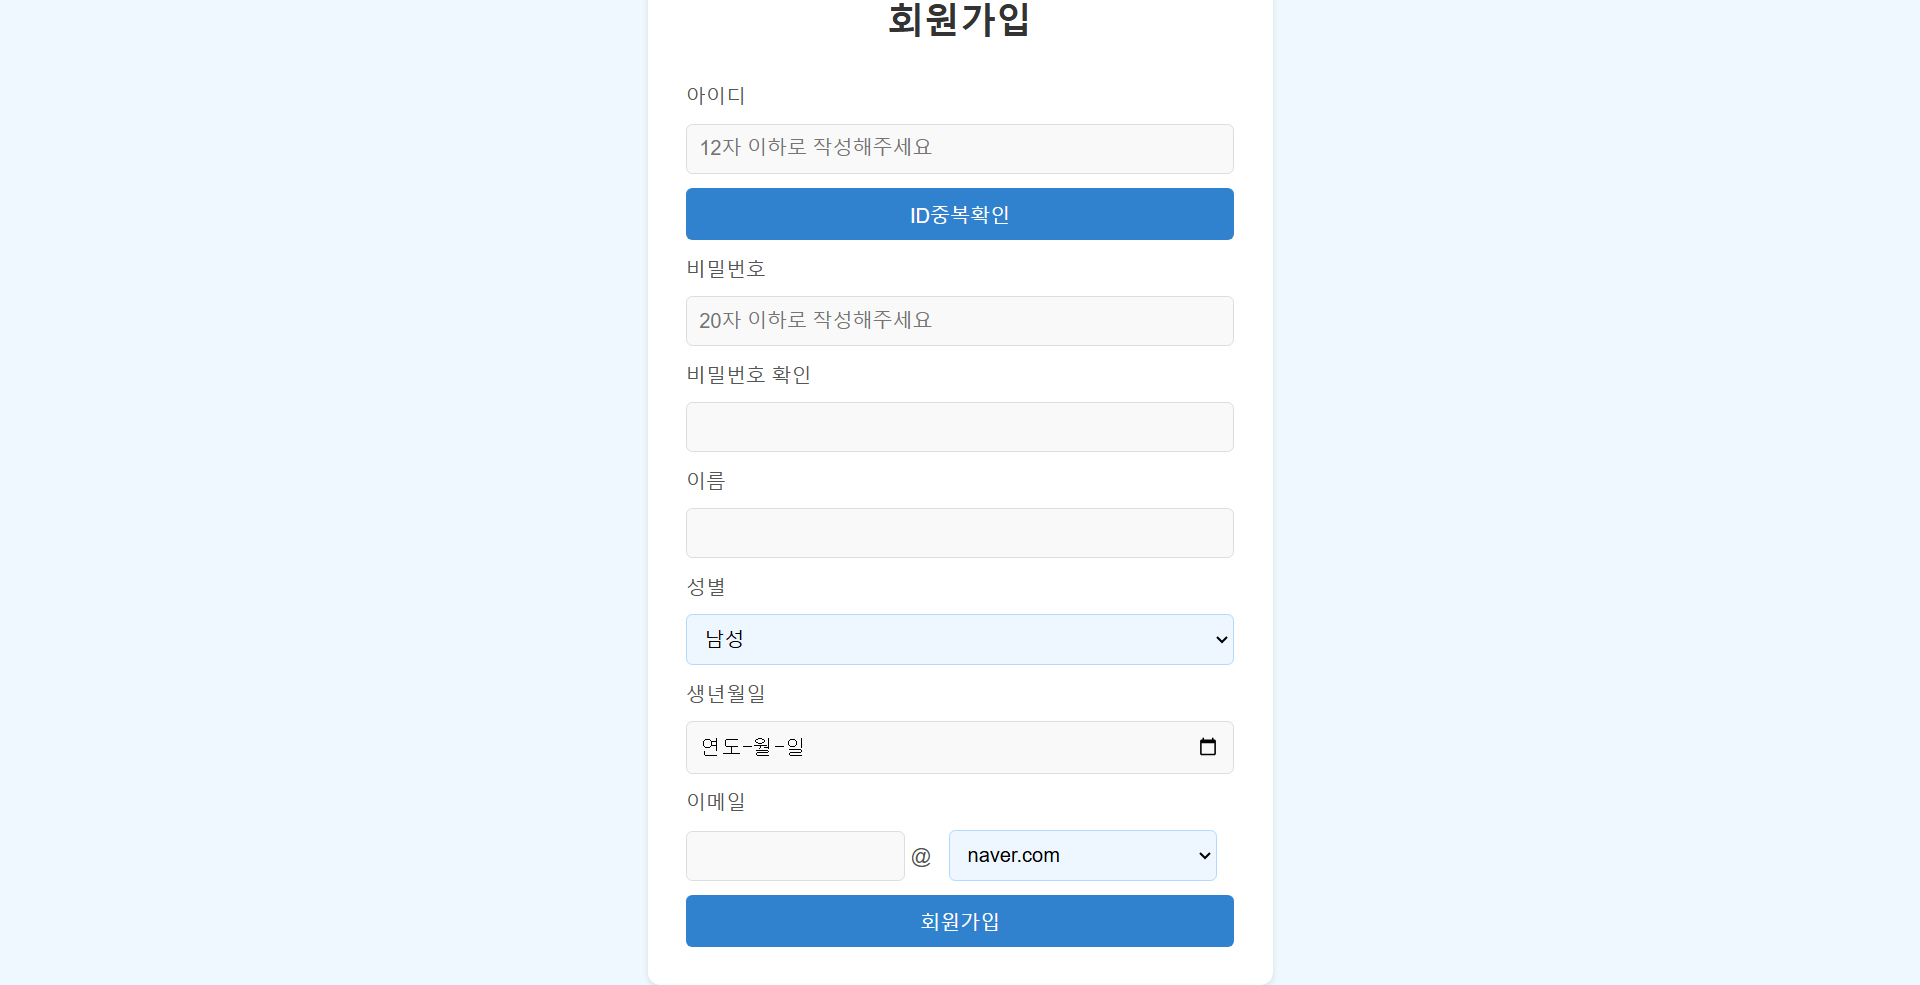 회원가입
아이디
12자 이하로 작성해주세요
ID중복확인
비밀번호
20자 이하로 작성해주세요
비밀번호 확인
이름
성별
남성
생년월일
연도-월-일
이메일
@ naver.com
회원가입